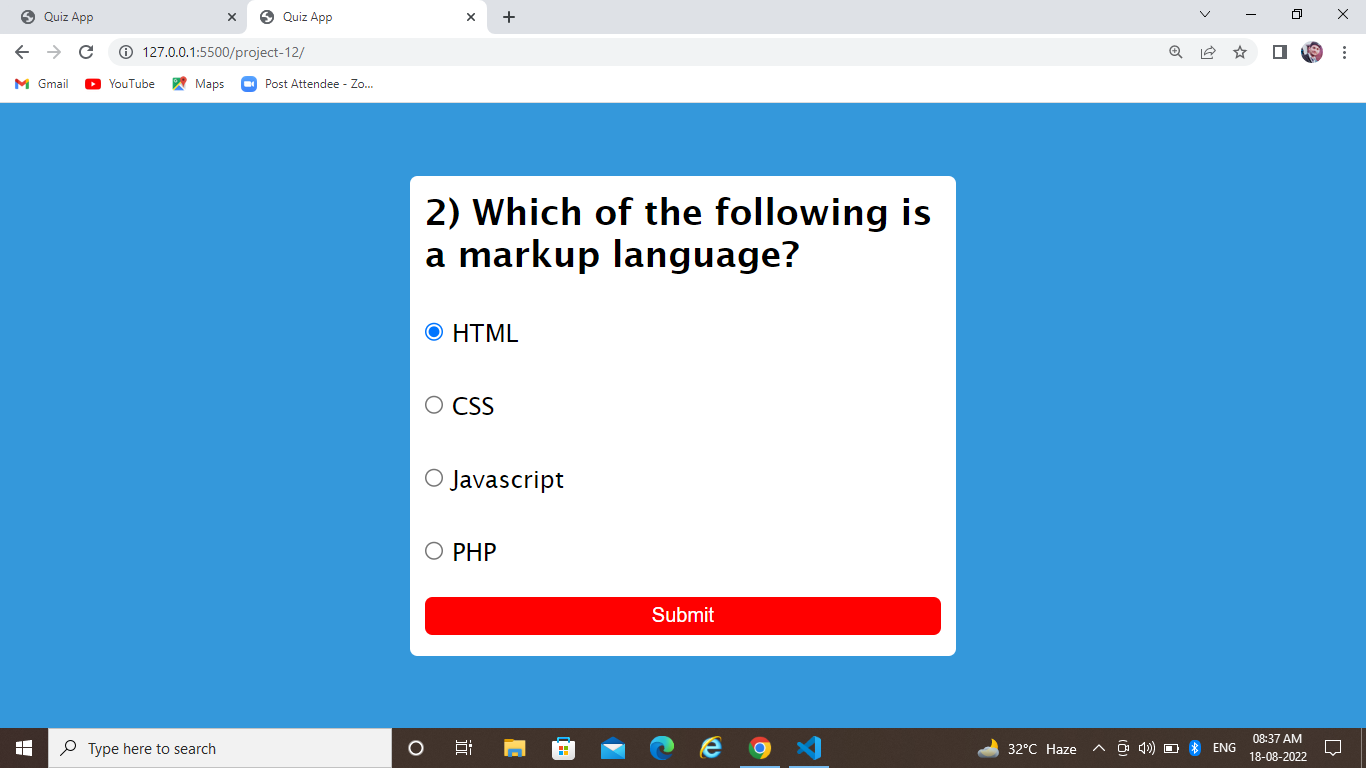 Quiz App
Quiz App
127.0.0.1:5500/project-12/
Gmail
YouTube
Maps
Post Attendee - Zo...
2) Which of the following is
a markup language?
HTML
CSS
Javascript
PHP
Submit
Type here to search
32°C Haze
ENG
08:37 AM
18-08-2022